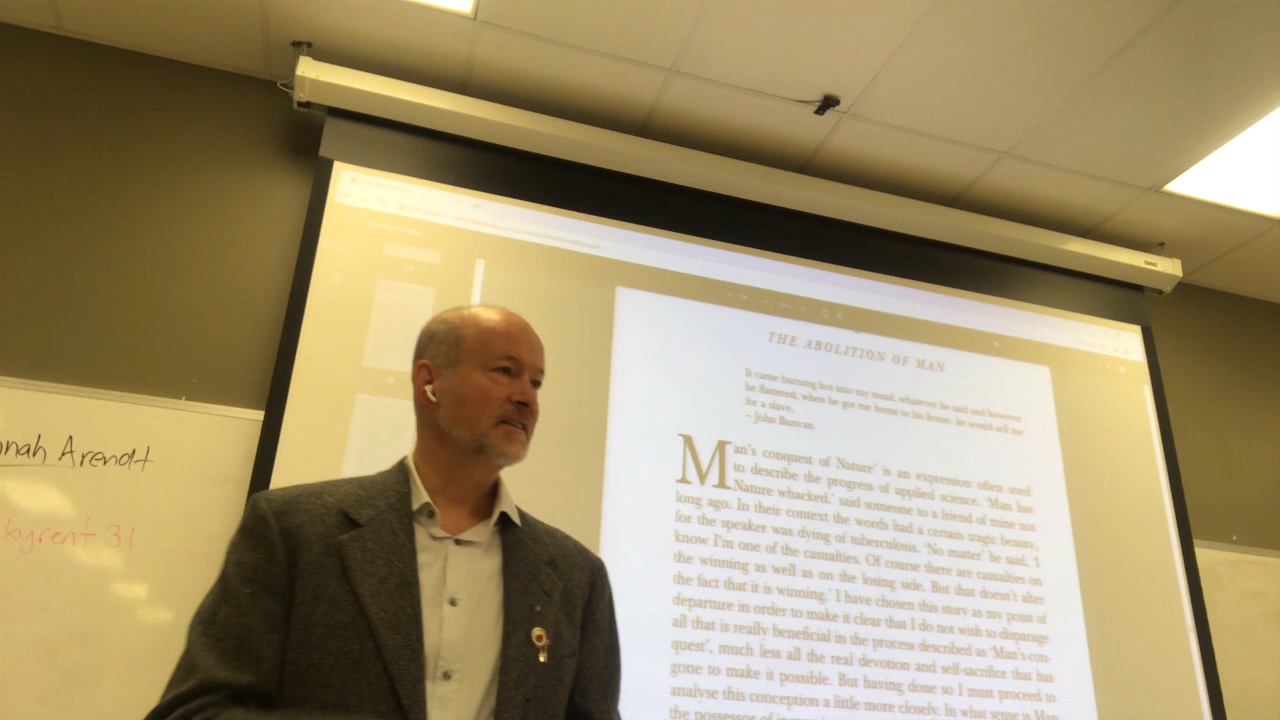 nnah Arendt
kyrent 31
THE ABOLITION OF MAN
It came burning hot into my mind, whatever he said and however
he flattered, when he got me home to his house, he would sell me
for a slave.
– John Bunyan
Man's conquest of Nature' is an expression often used
to describe the progress of applied science. 'Man has
Nature whacked,' said someone to a friend of mine not
long ago. In their context the words had a certain tragic beauty,
for the speaker was dying of tuberculosis. 'No matter' he said, 'I
know I'm one of the casualties. Of course there are casualties on
the winning as well as on the losing side. But that doesn't alter
the fact that it is winning.' I have chosen this story as my point of
departure in order to make it clear that I do not wish to disparage
all that is really beneficial in the process described as 'Man's con-
quest', much less all the real devotion and self-sacrifice that has
gone to make it possible. But having done so I must proceed to
analyse this conception a little more closely. In what sense is Man
the possessor of